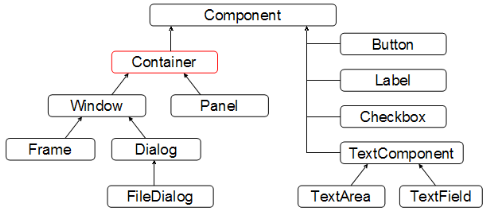 Component
Button
Container
Label
Window
Panel
Checkbox
Frame
Dialog
TextComponent
FileDialog
TextArea
TextField